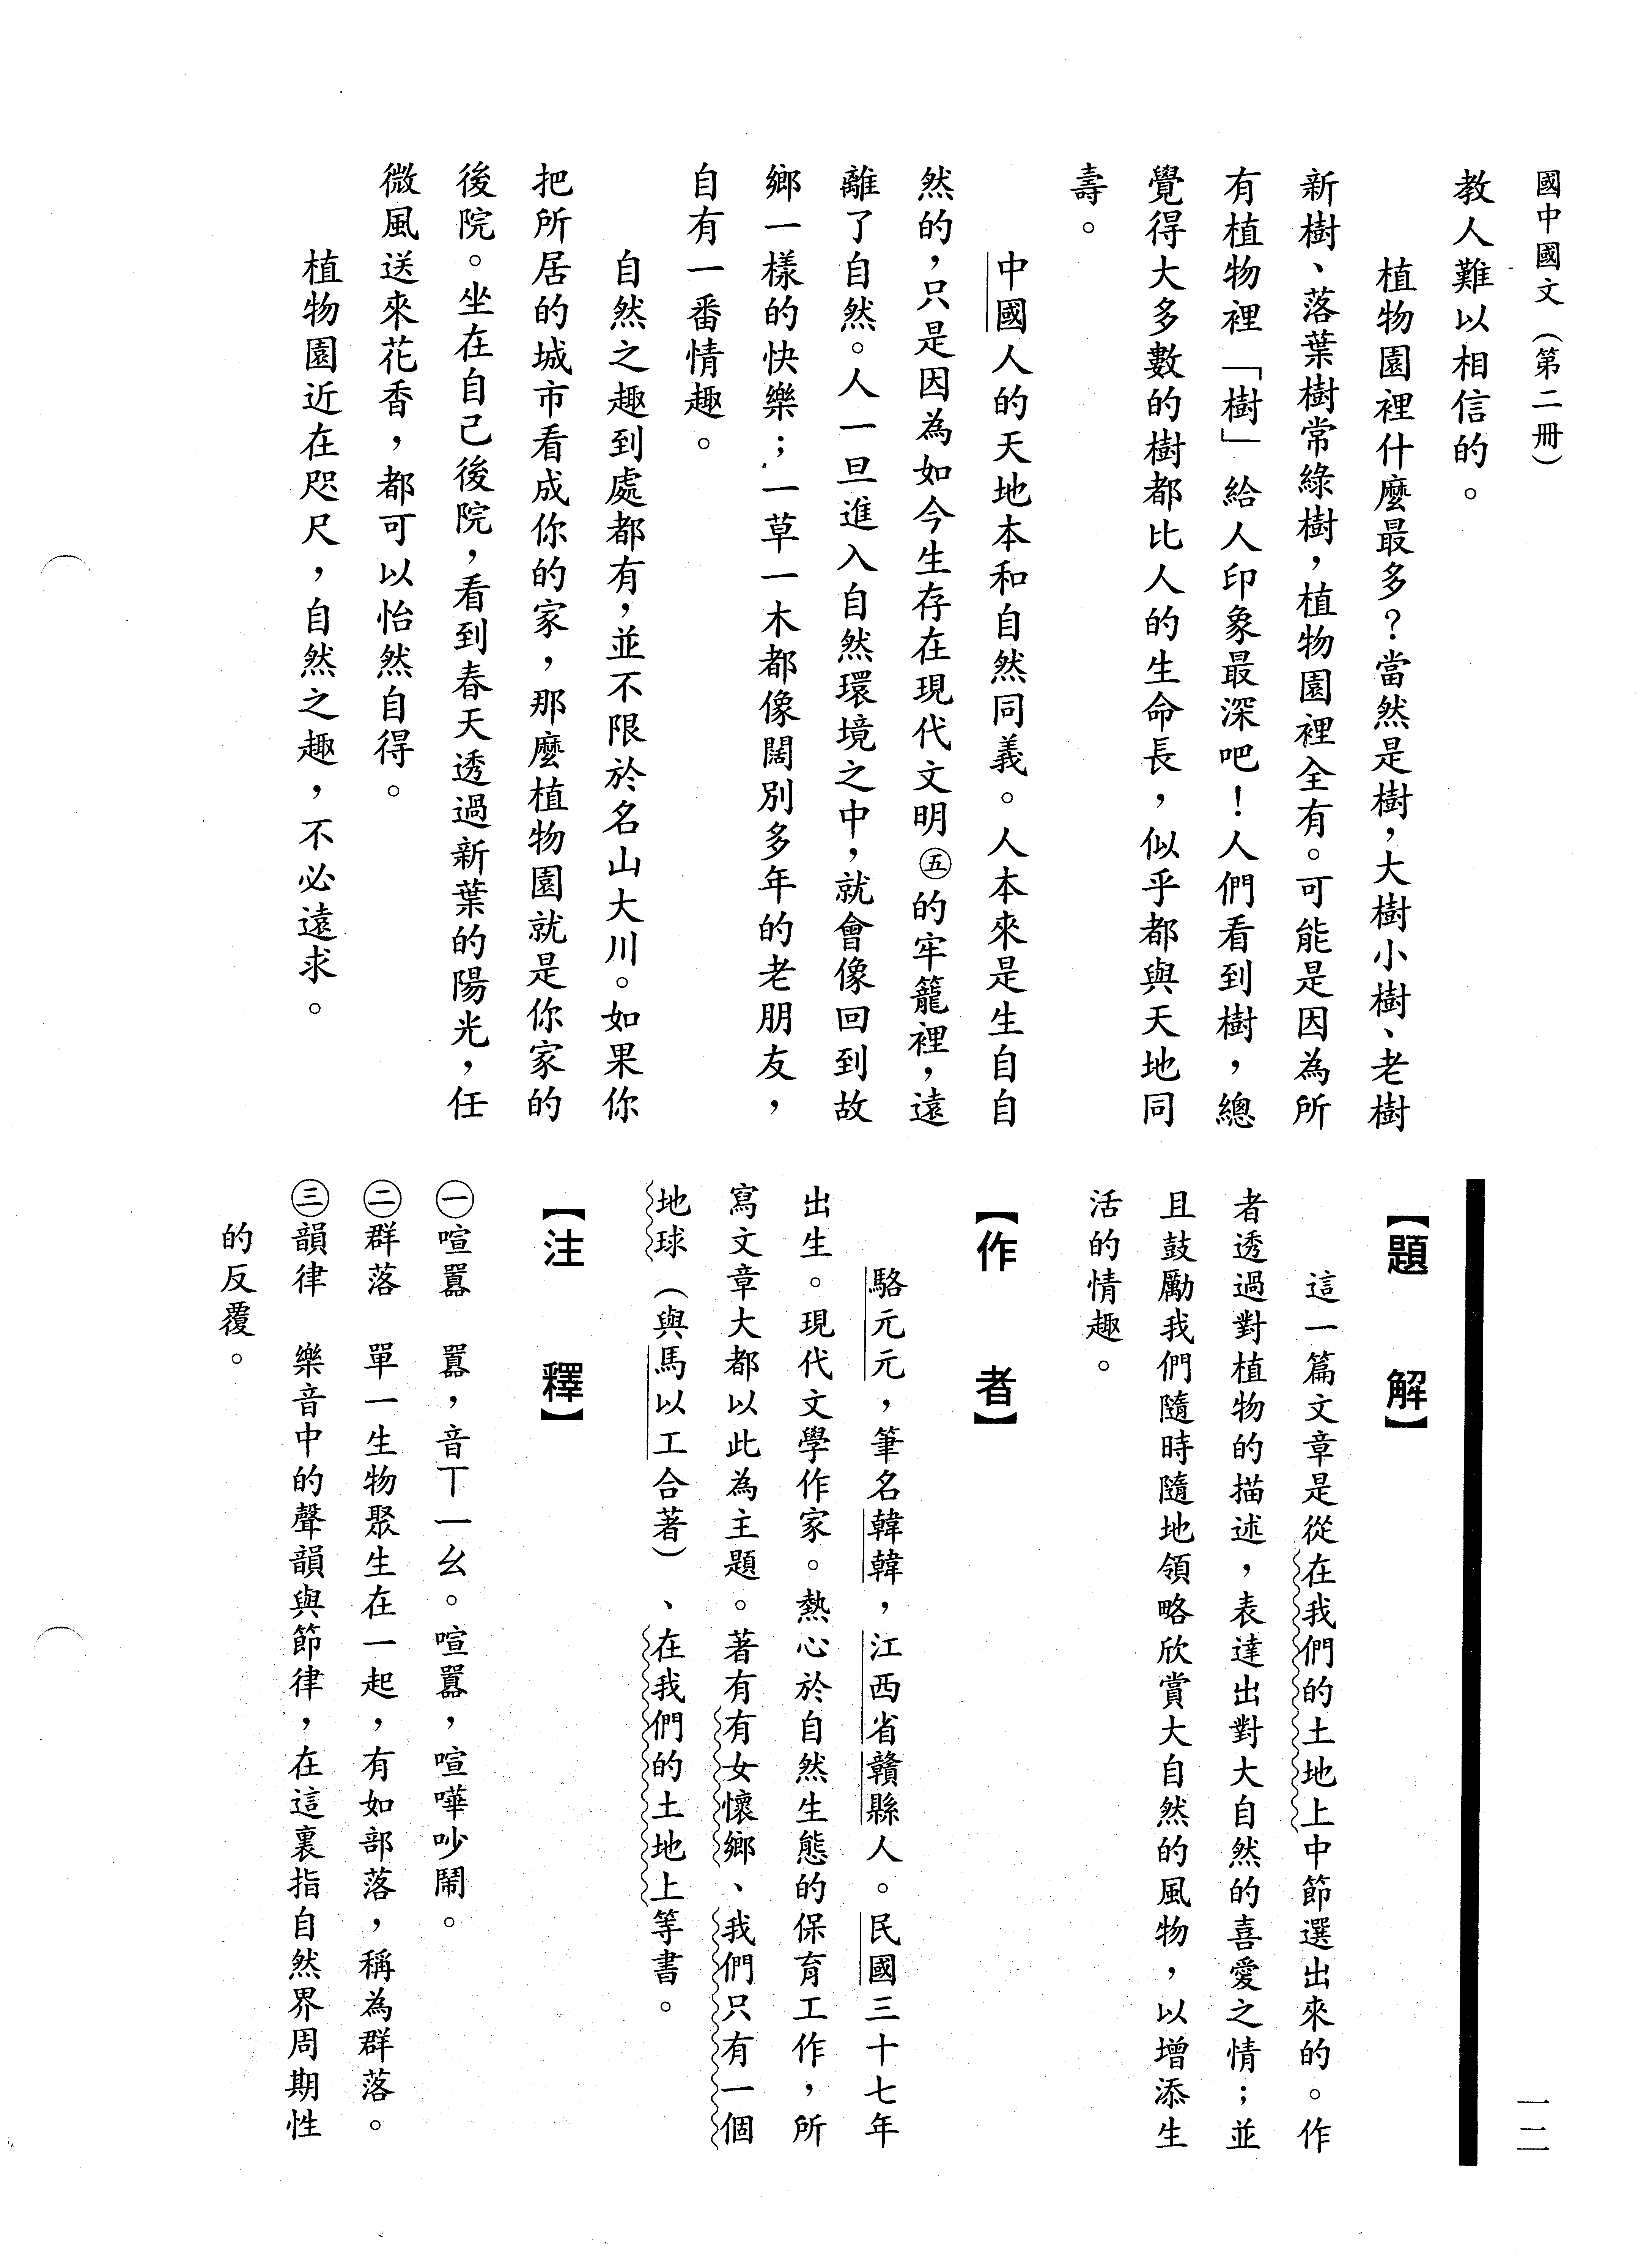 國中國文（第二冊）
教人難以相信的。
植物園裡什麼最多？當然是樹，大樹小樹、老樹
新樹、落葉樹常綠樹，植物園裡全有。可能是因為所
有植物裡「樹」給人印象最深吧！人們看到樹，總
覺得大多數的樹都比人的生命長，似乎都與天地同
壽。
中國人的天地本和自然同義。人本來是生自自
然的，只是因為如今生存在現代文明㊄的牢籠裡，遠
離了自然。人一旦進入自然環境之中，就會像回到故
鄉一樣的快樂；一草一木都像闊別多年的老朋友，
自有一番情趣。
自然之趣到處都有，並不限於名山大川。如果你
把所居的城市看成你的家，那麼植物園就是你家的
後院。坐在自己後院，看到春天透過新葉的陽光，任
微風送來花香，都可以怡然自得。
植物園近在咫尺，自然之趣，不必遠求。
【題解】
這一篇文章是從在我們的土地上中節選出來的。作
者透過對植物的描述，表達出對大自然的喜愛之情；並
且鼓勵我們隨時隨地領略欣賞大自然的風物，以增添生
活的情趣。
【作者】
駱元元，筆名韓韓，江西省贛縣人。民國三十七年
出生。現代文學作家。熱心於自然生態的保育工作，所
寫文章大都以此為主題。著有有女懷鄉、我們只有一個
地球（與馬以工合著）、在我們的土地上等書。
【注釋】
㊀喧囂　囂，音ㄒㄧㄠ。喧囂，喧嘩吵鬧。
㊁群落　單一生物聚生在一起，有如部落，稱為群落。
㊂韻律　樂音中的聲韻與節律，在這裏指自然界周期性
的反覆。
一二